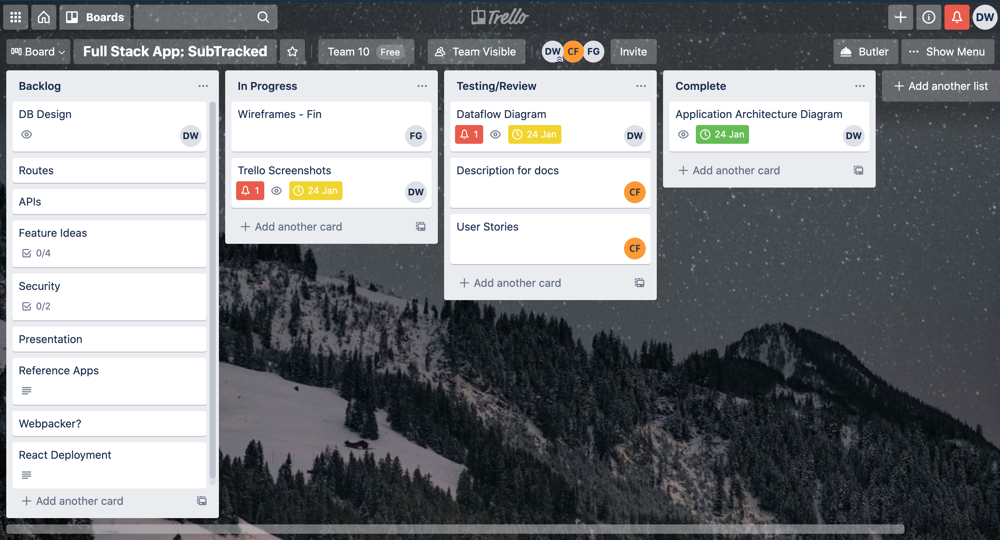 Boards
Trello
DW
Board
Full Stack App: SubTracked
Team 10 Free
Team Visible
DW CF FG
Invite
Butler
Show Menu
Backlog
DB Design
DW
Routes
APIs
Feature Ideas
0/4
Security
0/2
Presentation
Reference Apps
Webpacker?
React Deployment
Add another card
In Progress
Wireframes - Fin
FG
Trello Screenshots
1 24 Jan DW
Add another card
Testing/Review
Dataflow Diagram
1 24 Jan DW
Description for docs
CF
User Stories
CF
Add another card
Complete
Application Architecture Diagram
24 Jan DW
Add another card
Add another list